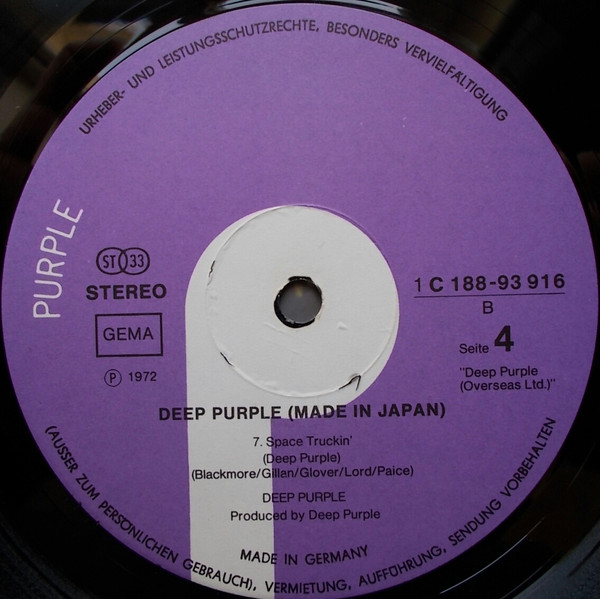 URHEBER- UND LEISTUNGSSCHUTZRECHTE, BESONDERS VERVIELFÄLTIGUNG
PURPLE
ST 33
STEREO
GEMA
Ⓟ 1972
1 C 188-93 916
B
Seite 4
"Deep Purple
(Overseas Ltd.)"
DEEP PURPLE (MADE IN JAPAN)
7. Space Truckin'
(Deep Purple)
(Blackmore/Gillen/Glover/Lord/Paice)
DEEP PURPLE
Produced by Deep Purple
MADE IN GERMANY
(AUSSER ZUM PERSÖNLICHEN GEBRAUCH), VERMIETUNG, AUFFÜHRUNG, SENDUNG VORBEHALTEN